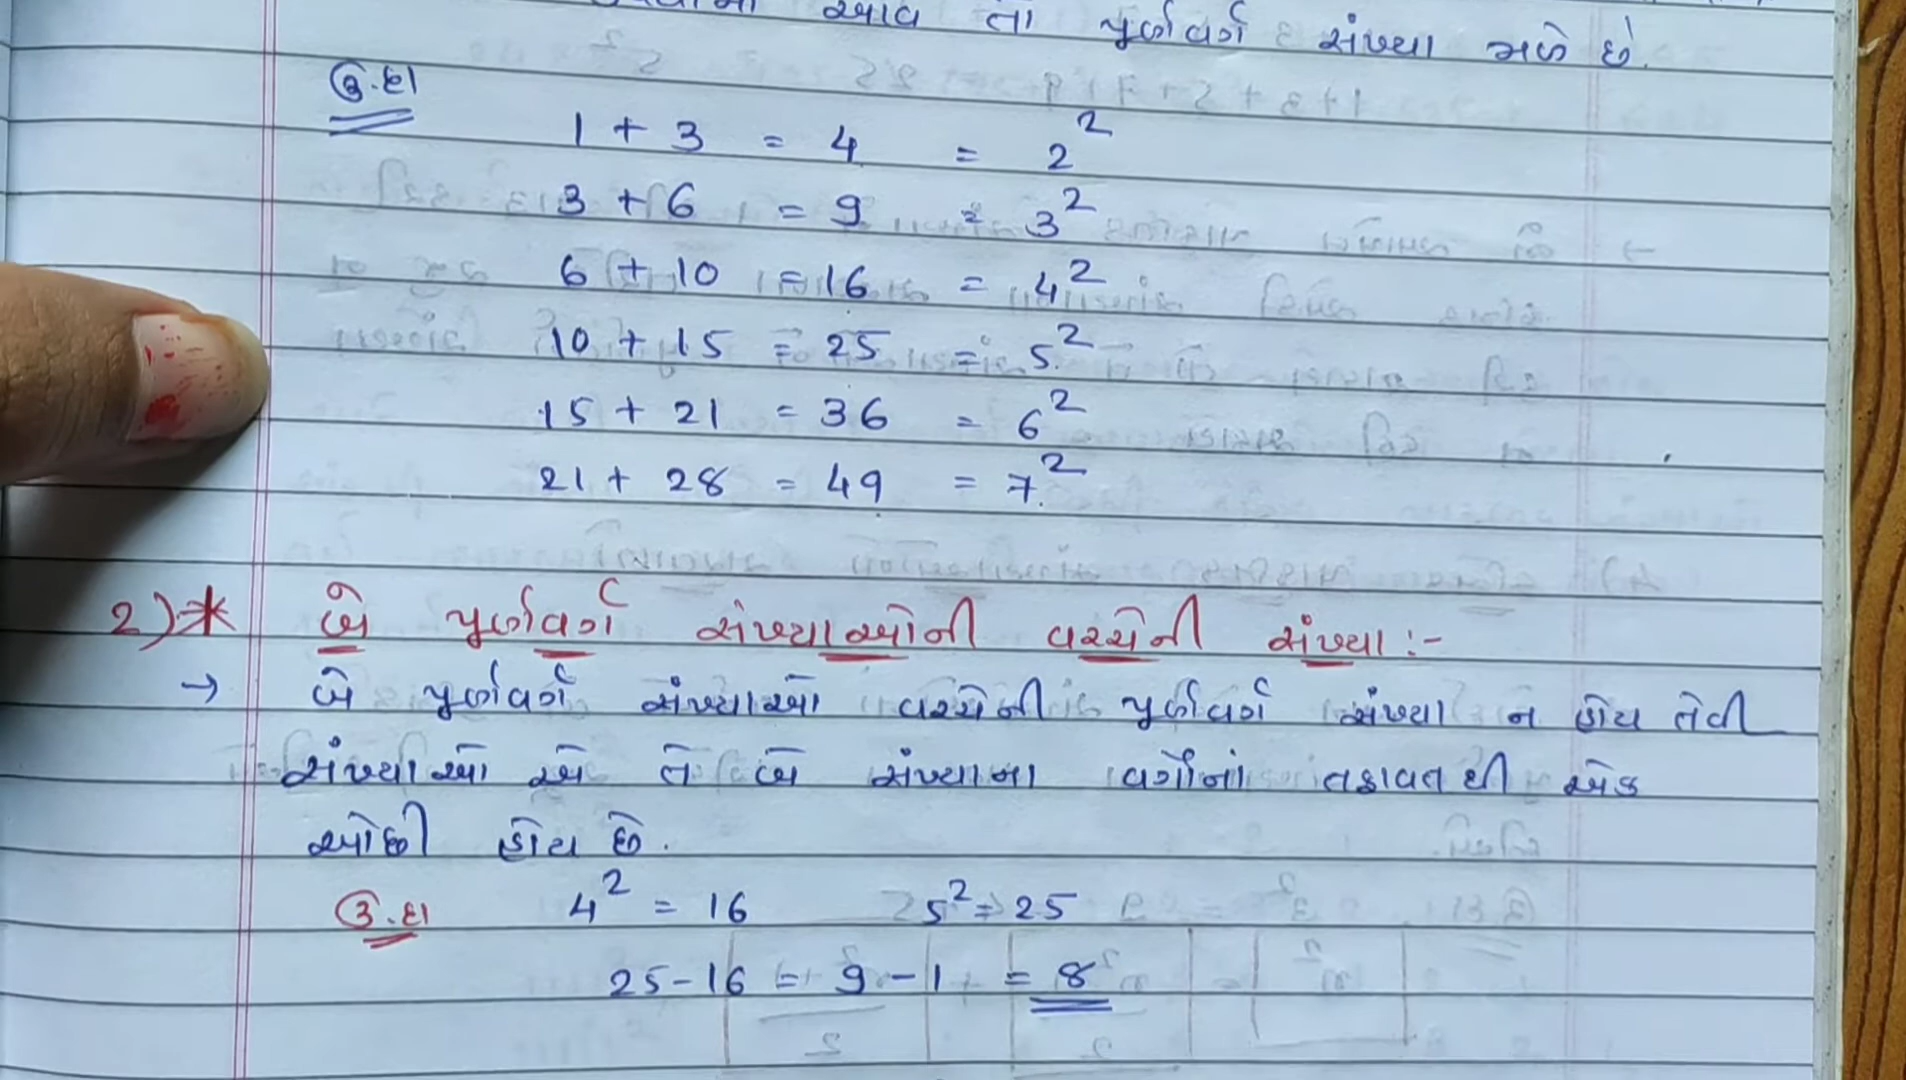 આવે તો પૂર્ણવર્ગ સંખ્યા મળે છે.
ઉ.દા
1 + 3 = 4 = 2²
3 + 6 = 9 = 3²
6 + 10 = 16 = 4²
10 + 15 = 25 = 5²
15 + 21 = 36 = 6²
21 + 28 = 49 = 7²
2)* બે પૂર્ણવર્ગ સંખ્યાઓની વચ્ચેની સંખ્યા :-
→ બે પૂર્ણવર્ગ સંખ્યાઓ વચ્ચેની પૂર્ણવર્ગ સંખ્યા ન હોય તેવી
સંખ્યાઓ એ તે બે સંખ્યાના વર્ગોનાં તફાવતથી એક
ઓછી હોય છે.
ઉ.દા 4² = 16 5² = 25
25 - 16 = 9 - 1 = 8